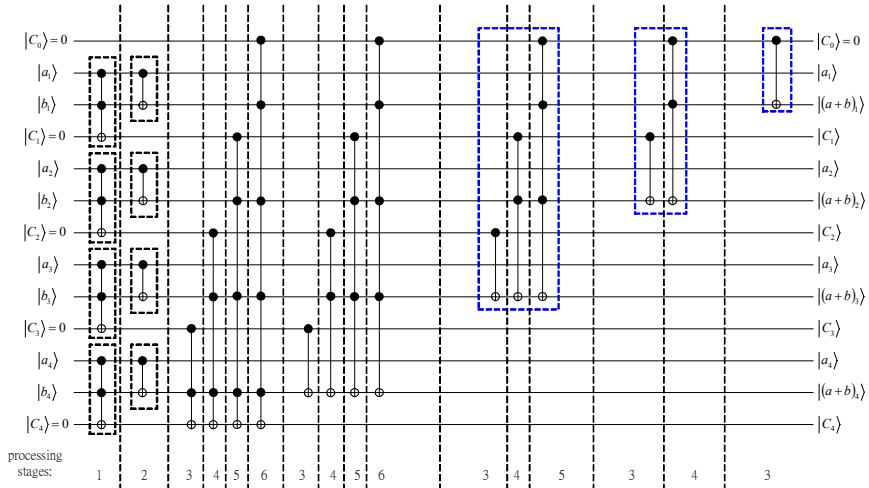 |C₀⟩=0 |C₀⟩=0
|a₁⟩ |a₁⟩
|b₁⟩ |(a+b)₁⟩
|C₁⟩=0 |C₁⟩
|a₂⟩ |a₂⟩
|b₂⟩ |(a+b)₂⟩
|C₂⟩=0 |C₂⟩
|a₃⟩ |a₃⟩
|b₃⟩ |(a+b)₃⟩
|C₃⟩=0 |C₃⟩
|a₄⟩ |a₄⟩
|b₄⟩ |(a+b)₄⟩
|C₄⟩=0 |C₄⟩
processing
stages: 1 2 3 4 5 6 3 4 5 6 3 4 5 3 4 3